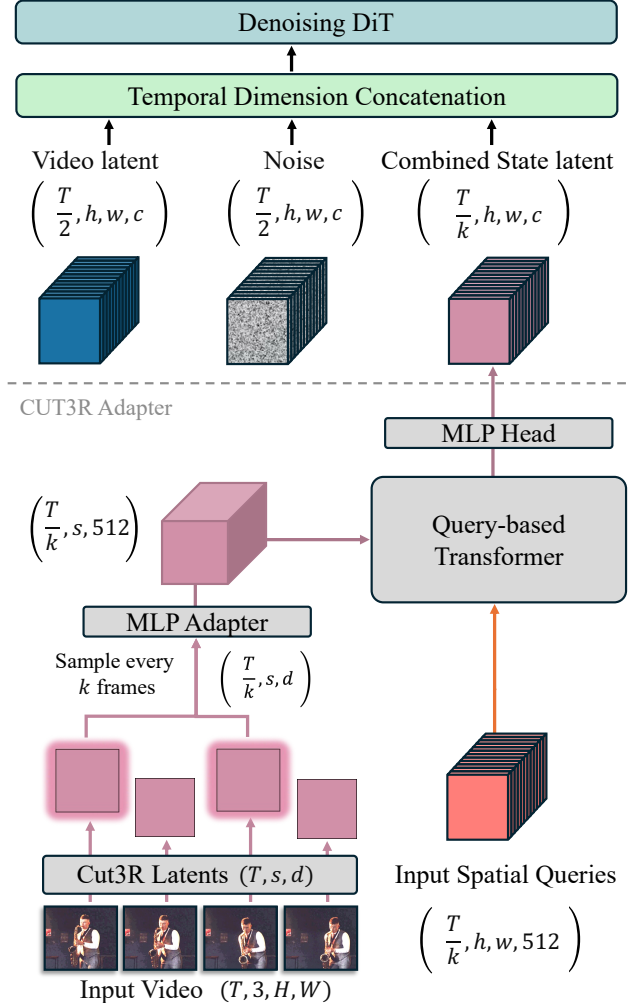 Denoising DiT
Temporal Dimension Concatenation
Video latent
Noise
Combined State latent
(T/2, h, w, c)
(T/2, h, w, c)
(T/k, h, w, c)
CUT3R Adapter
MLP Head
(T/k, s, 512)
Query-based
Transformer
MLP Adapter
Sample every
k frames
(T/k, s, d)
Cut3R Latents (T, s, d)
Input Spatial Queries
(T/k, h, w, 512)
Input Video (T, 3, H, W)